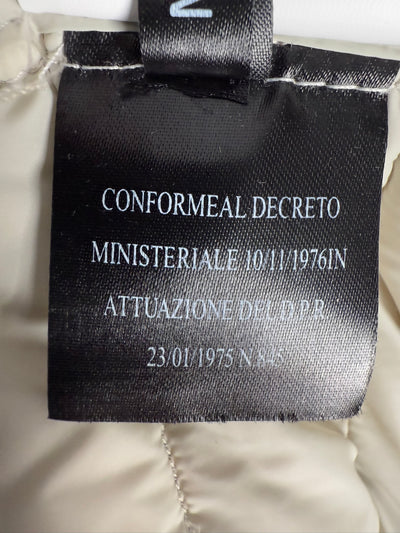 M
CONFORMEAL DECRETO
MINISTERIALE 10/11/1976IN
ATTUAZIONE DEL D.P.R.
23/01/1975 N.845